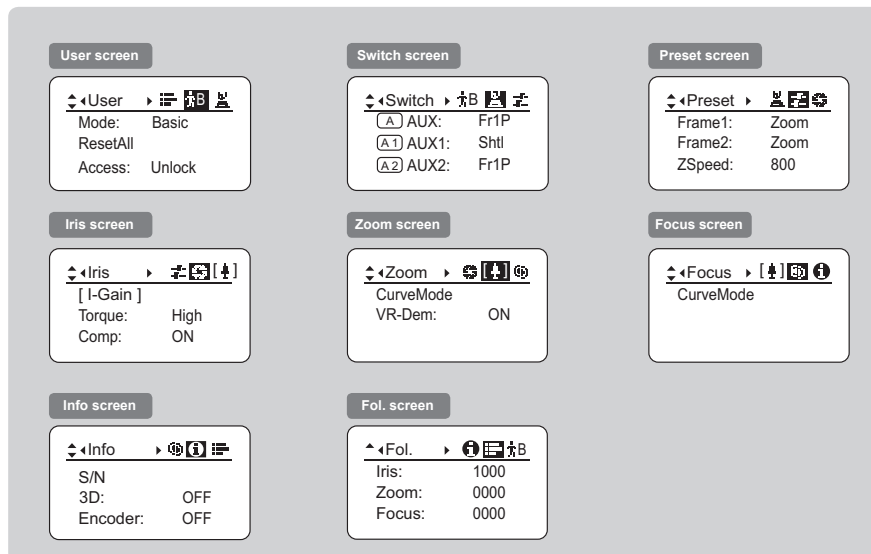 User screen
User B
Mode: Basic
ResetAll
Access: Unlock
Switch screen
Switch B
A AUX: Fr1P
A1 AUX1: Shtl
A2 AUX2: Fr1P
Preset screen
Preset
Frame1: Zoom
Frame2: Zoom
ZSpeed: 800
Iris screen
Iris [ ]
[ I-Gain ]
Torque: High
Comp: ON
Zoom screen
Zoom [ ]
CurveMode
VR-Dem: ON
Focus screen
Focus [ ]
CurveMode
Info screen
Info
S/N
3D: OFF
Encoder: OFF
Fol. screen
Fol. B
Iris: 1000
Zoom: 0000
Focus: 0000